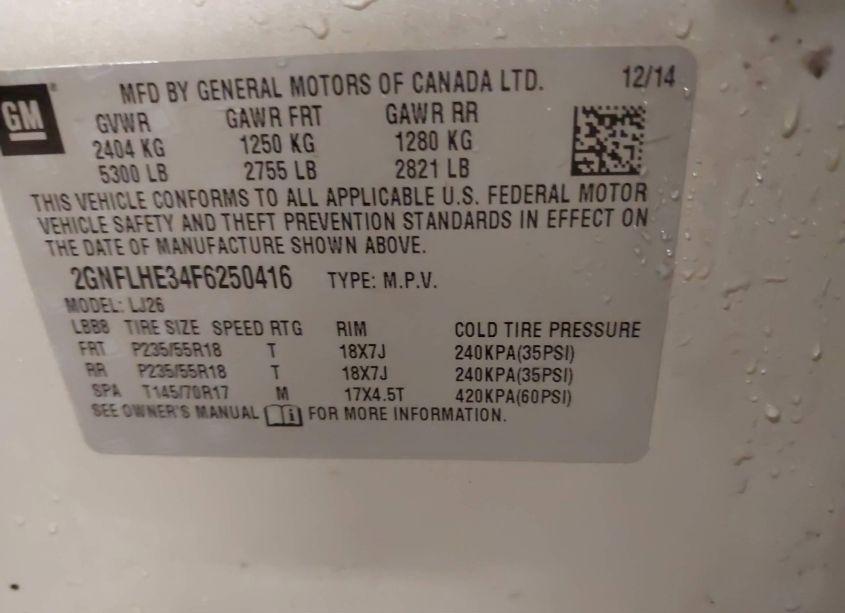 GM
MFD BY GENERAL MOTORS OF CANADA LTD. 12/14
GVWR GAWR FRT GAWR RR
2404 KG 1250 KG 1280 KG
5300 LB 2755 LB 2821 LB
THIS VEHICLE CONFORMS TO ALL APPLICABLE U.S. FEDERAL MOTOR
VEHICLE SAFETY AND THEFT PREVENTION STANDARDS IN EFFECT ON
THE DATE OF MANUFACTURE SHOWN ABOVE.
2GNFLHE34F6250416 TYPE: M.P.V.
MODEL: LJ26
LBB8 TIRE SIZE SPEED RTG RIM COLD TIRE PRESSURE
FRT P235/55R18 T 18X7J 240KPA(35PSI)
RR P235/55R18 T 18X7J 240KPA(35PSI)
SPA T145/70R17 M 17X4.5T 420KPA(60PSI)
SEE OWNER'S MANUAL FOR MORE INFORMATION.